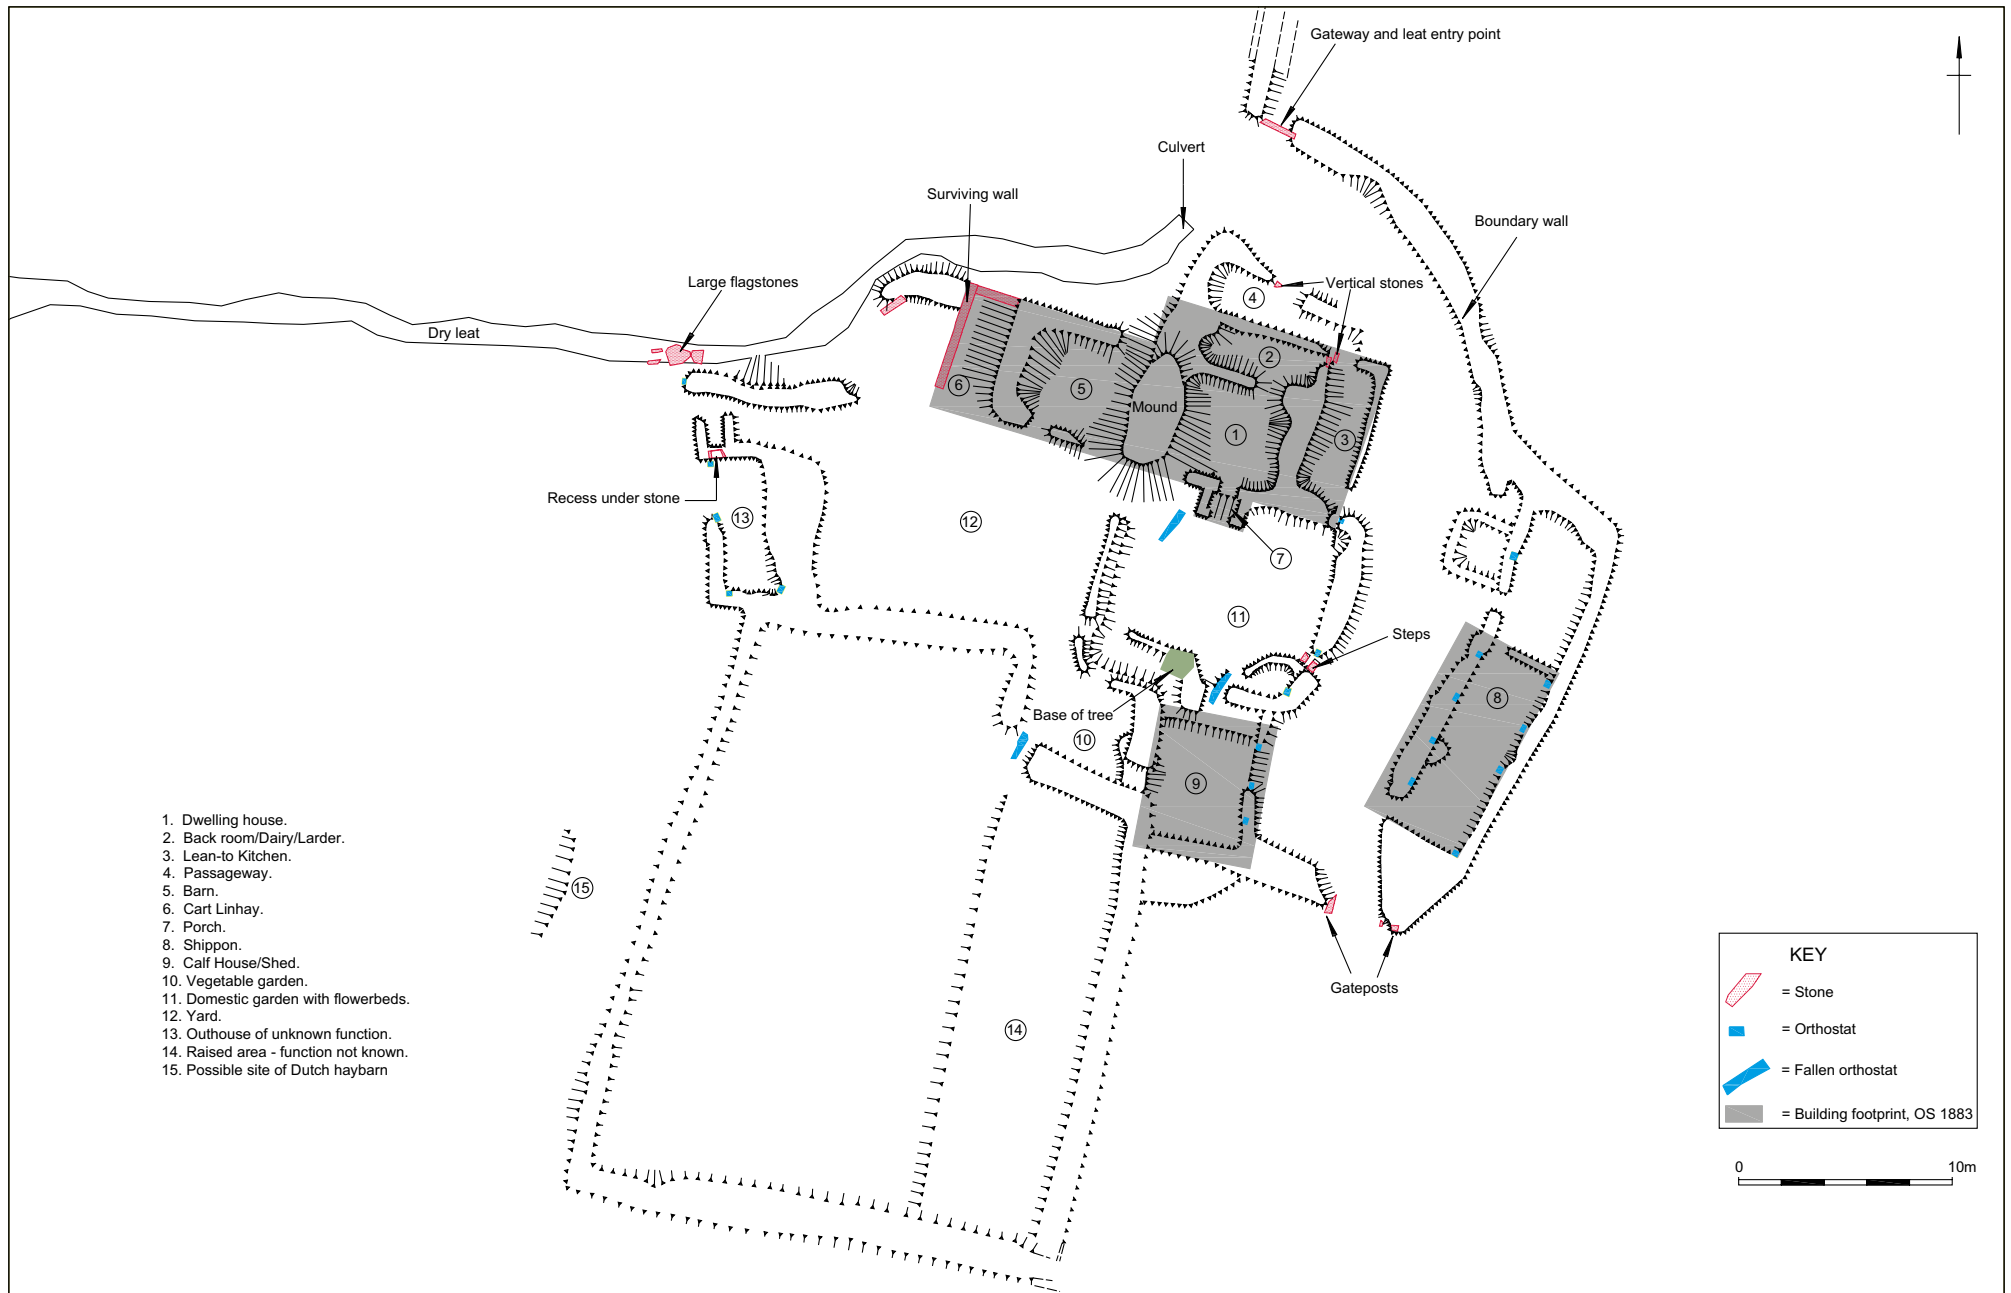 Gateway and leat entry point
Culvert
Surviving wall
Boundary wall
Large flagstones
Vertical stones
4
Dry leat
2
6
5
Mound
1
3
Recess under stone
13
12
7
11
Steps
8
Base of tree
10
9
15
14
Gateposts
1. Dwelling house.
2. Back room/Dairy/Larder.
3. Lean-to Kitchen.
4. Passageway.
5. Barn.
6. Cart Linhay.
7. Porch.
8. Shippon.
9. Calf House/Shed.
10. Vegetable garden.
11. Domestic garden with flowerbeds.
12. Yard.
13. Outhouse of unknown function.
14. Raised area - function not known.
15. Possible site of Dutch haybarn
KEY
= Stone
= Orthostat
= Fallen orthostat
= Building footprint, OS 1883
0 10m